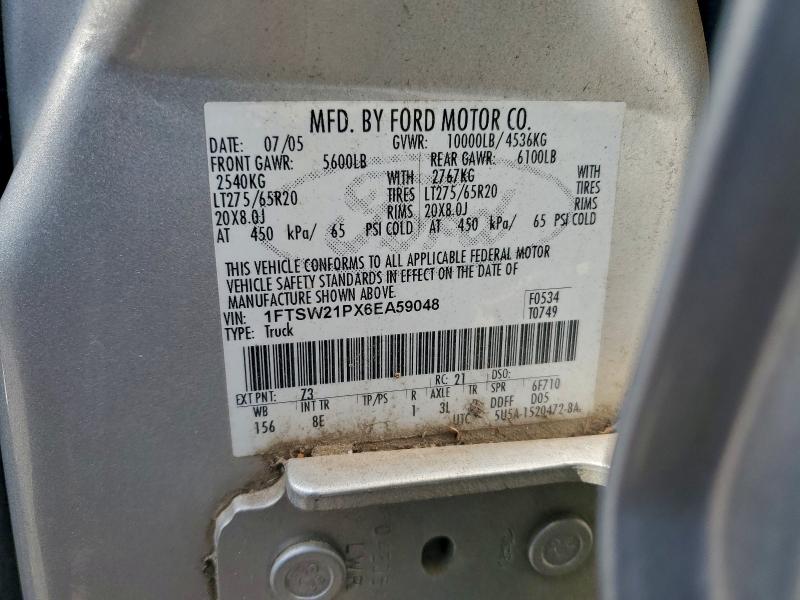 MFD. BY FORD MOTOR CO.
DATE: 07/05 GVWR: 10000LB/4536KG
FRONT GAWR: 5600LB REAR GAWR: 6100LB
2540KG WITH 2767KG WITH
LT275/65R20 TIRES LT275/65R20 TIRES
20X8.0J RIMS 20X8.0J RIMS
AT 450 kPa/ 65 PSI COLD AT 450 kPa/ 65 PSI COLD
THIS VEHICLE CONFORMS TO ALL APPLICABLE FEDERAL MOTOR
VEHICLE SAFETY STANDARDS IN EFFECT ON THE DATE OF
MANUFACTURE SHOWN ABOVE.
VIN: 1FTSW21PX6EA59048 F0534
TYPE: Truck T0749
EXT PNT: 73 RC: 21 DSO:
WB INT TR TP/PS R AXLE TR SPR 6F710
156 8E 1 3L DDFF D05
UTC 5U5A-1520472-BA
LWR